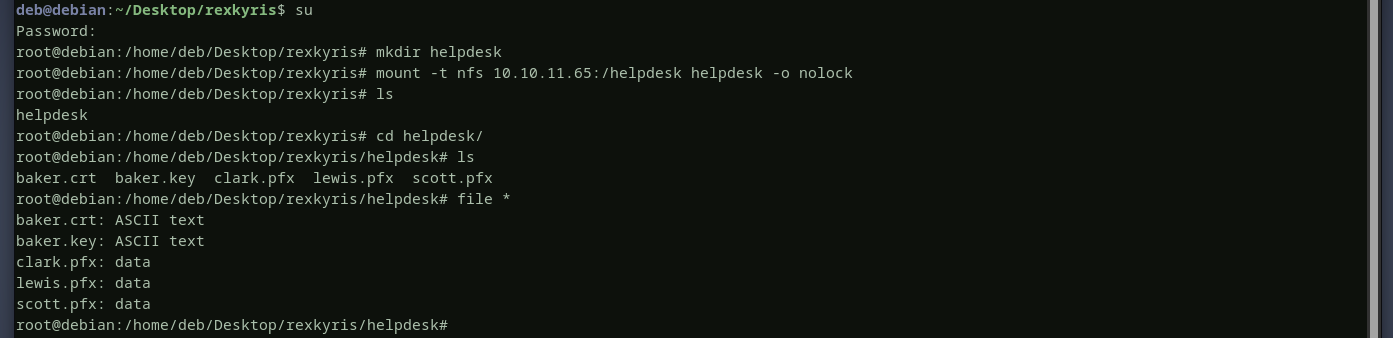 deb@debian:~/Desktop/rexkyris$ su
Password:
root@debian:/home/deb/Desktop/rexkyris# mkdir helpdesk
root@debian:/home/deb/Desktop/rexkyris# mount -t nfs 10.10.11.65:/helpdesk helpdesk -o nolock
root@debian:/home/deb/Desktop/rexkyris# ls
helpdesk
root@debian:/home/deb/Desktop/rexkyris# cd helpdesk/
root@debian:/home/deb/Desktop/rexkyris/helpdesk# ls
baker.crt  baker.key  clark.pfx  lewis.pfx  scott.pfx
root@debian:/home/deb/Desktop/rexkyris/helpdesk# file *
baker.crt: ASCII text
baker.key: ASCII text
clark.pfx: data
lewis.pfx: data
scott.pfx: data
root@debian:/home/deb/Desktop/rexkyris/helpdesk#